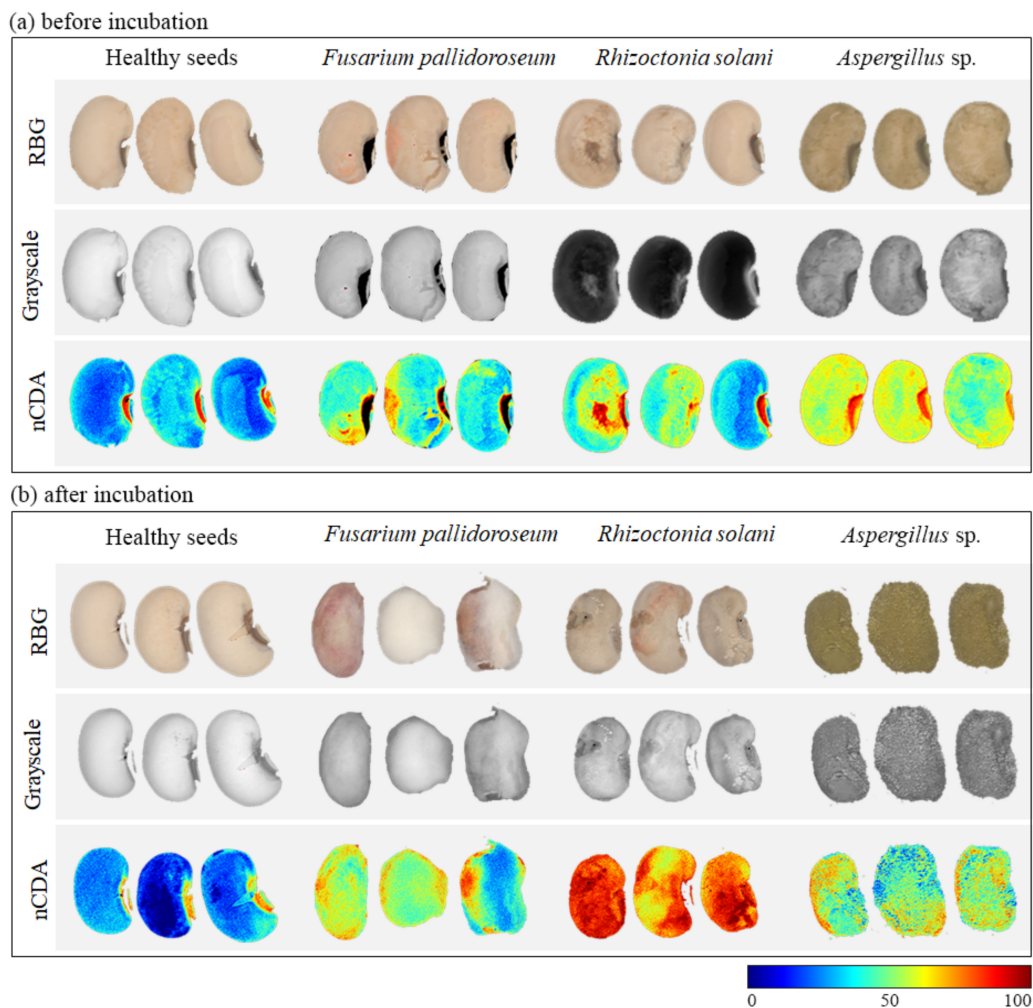 (a) before incubation
Healthy seeds Fusarium pallidoroseum Rhizoctonia solani Aspergillus sp.
RBG
Grayscale
nCDA
(b) after incubation
Healthy seeds Fusarium pallidoroseum Rhizoctonia solani Aspergillus sp.
RBG
Grayscale
nCDA
0 50 100